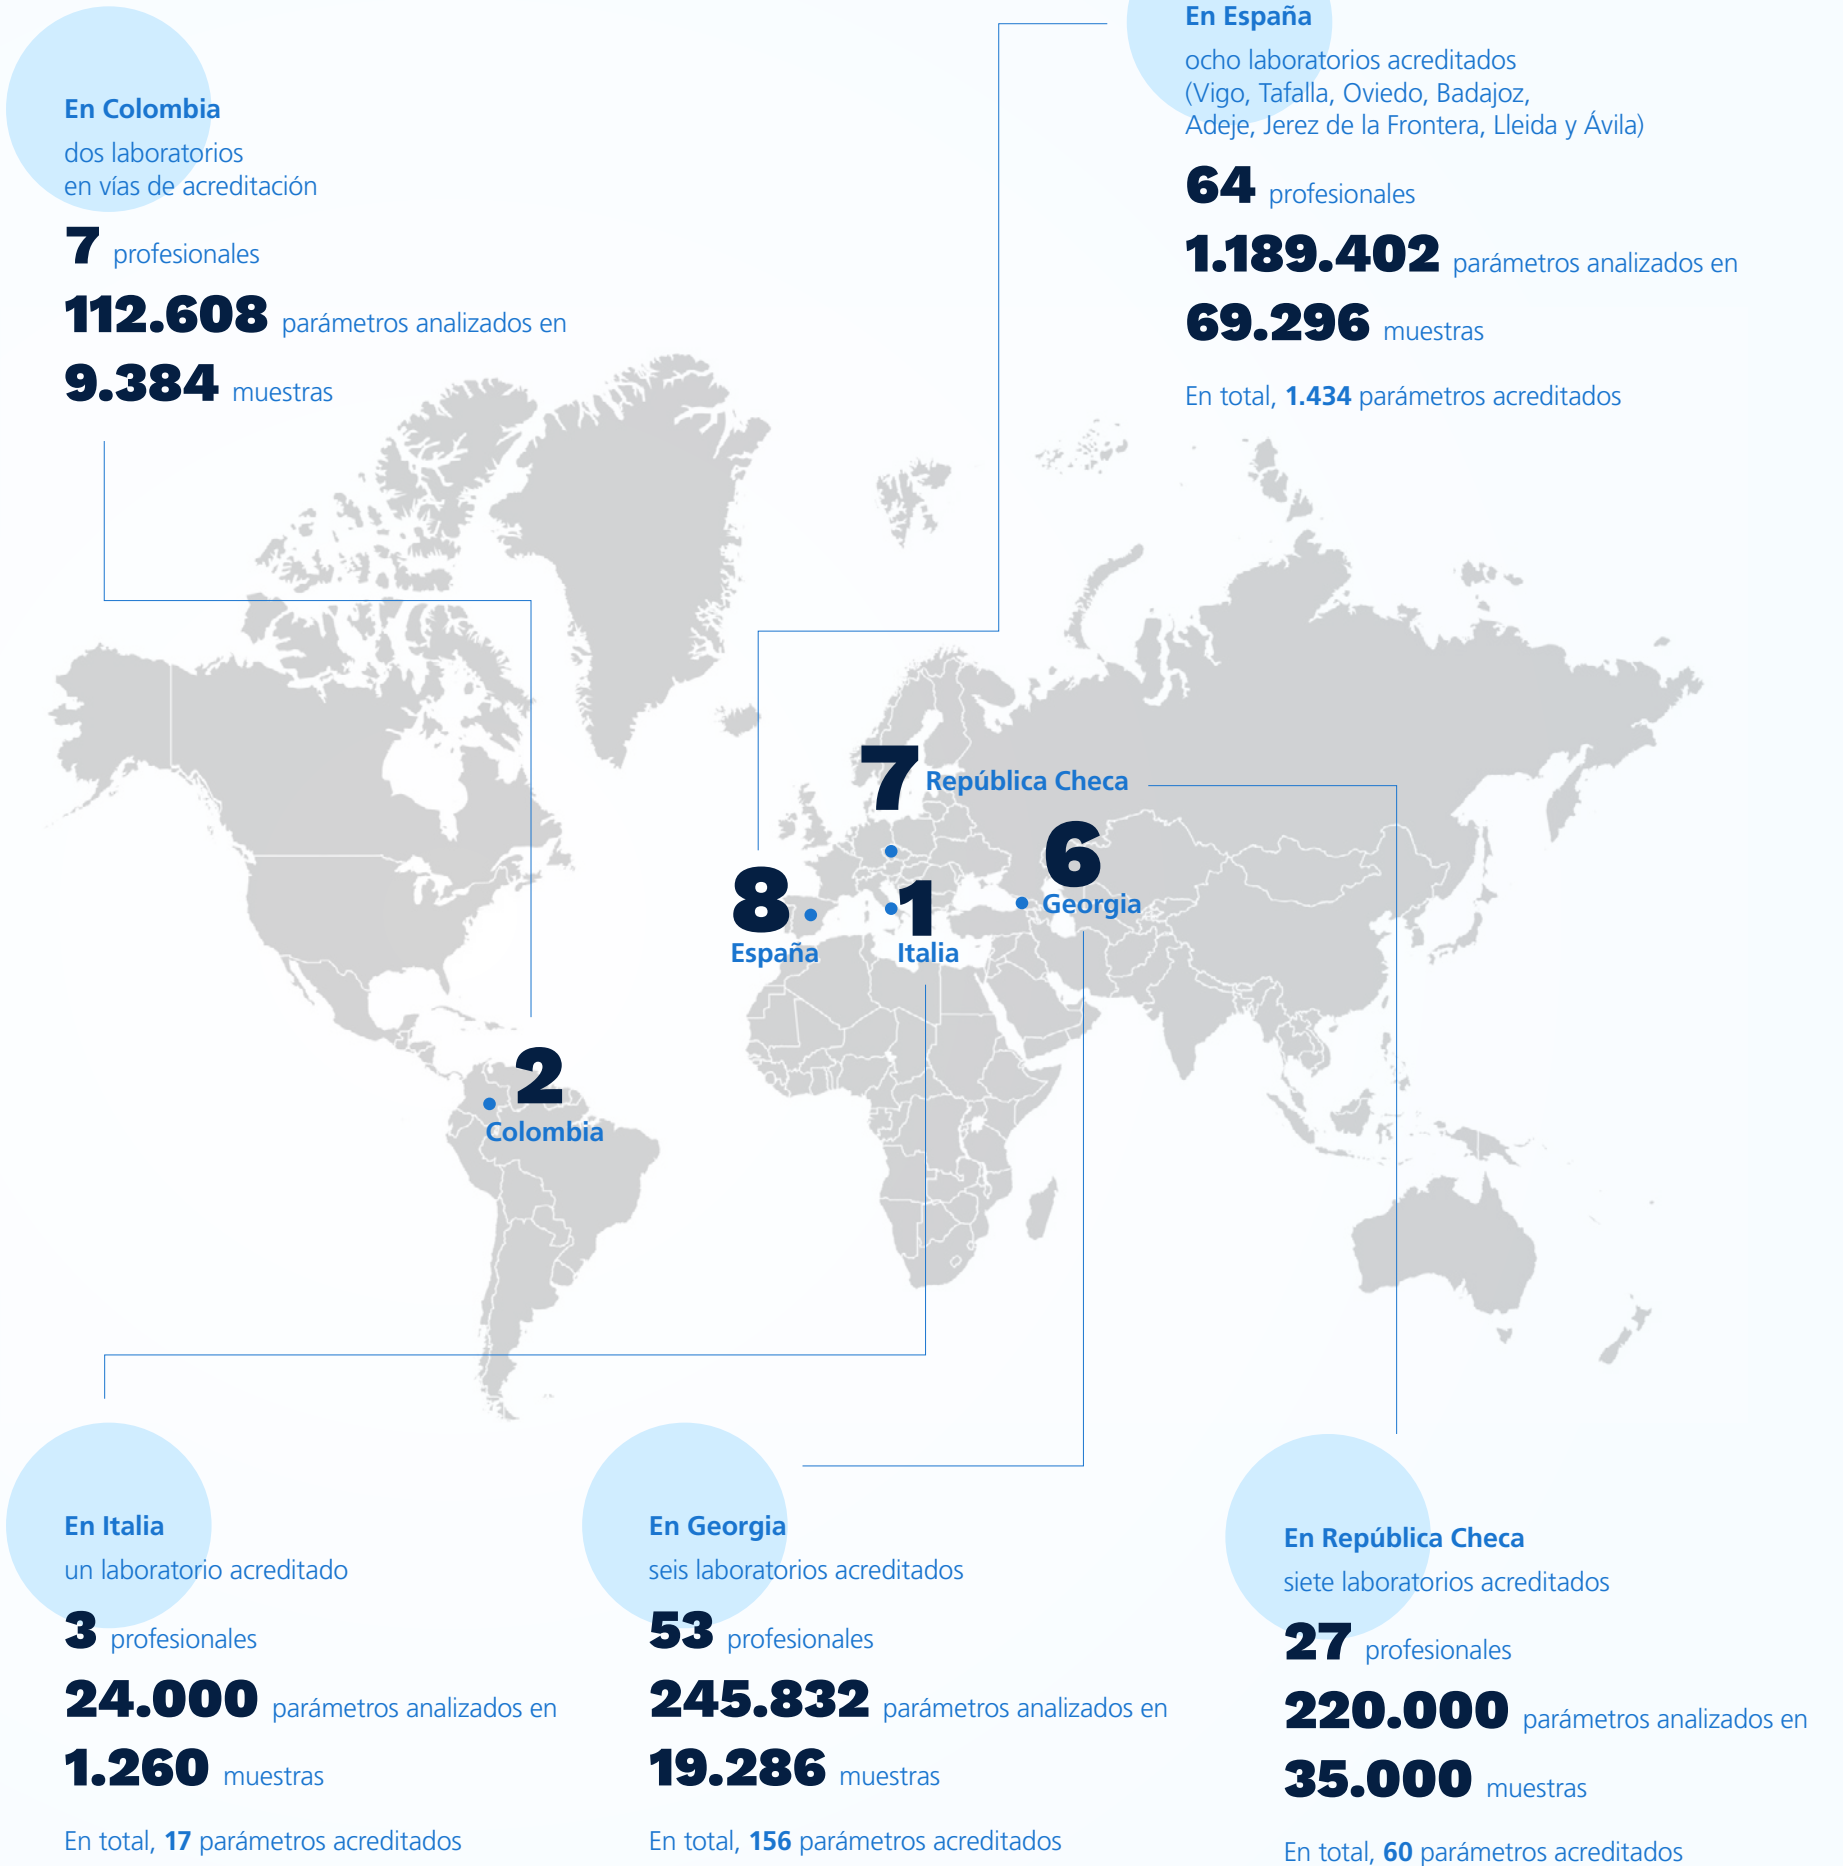 En Colombia
dos laboratorios
en vías de acreditación
7 profesionales
112.608 parámetros analizados en
9.384 muestras
En España
ocho laboratorios acreditados
(Vigo, Tafalla, Oviedo, Badajoz,
Adeje, Jerez de la Frontera, Lleida y Ávila)
64 profesionales
1.189.402 parámetros analizados en
69.296 muestras
En total, 1.434 parámetros acreditados
7 República Checa
6
Georgia
8
España
1
Italia
2
Colombia
En Italia
un laboratorio acreditado
3 profesionales
24.000 parámetros analizados en
1.260 muestras
En total, 17 parámetros acreditados
En Georgia
seis laboratorios acreditados
53 profesionales
245.832 parámetros analizados en
19.286 muestras
En total, 156 parámetros acreditados
En República Checa
siete laboratorios acreditados
27 profesionales
220.000 parámetros analizados en
35.000 muestras
En total, 60 parámetros acreditados